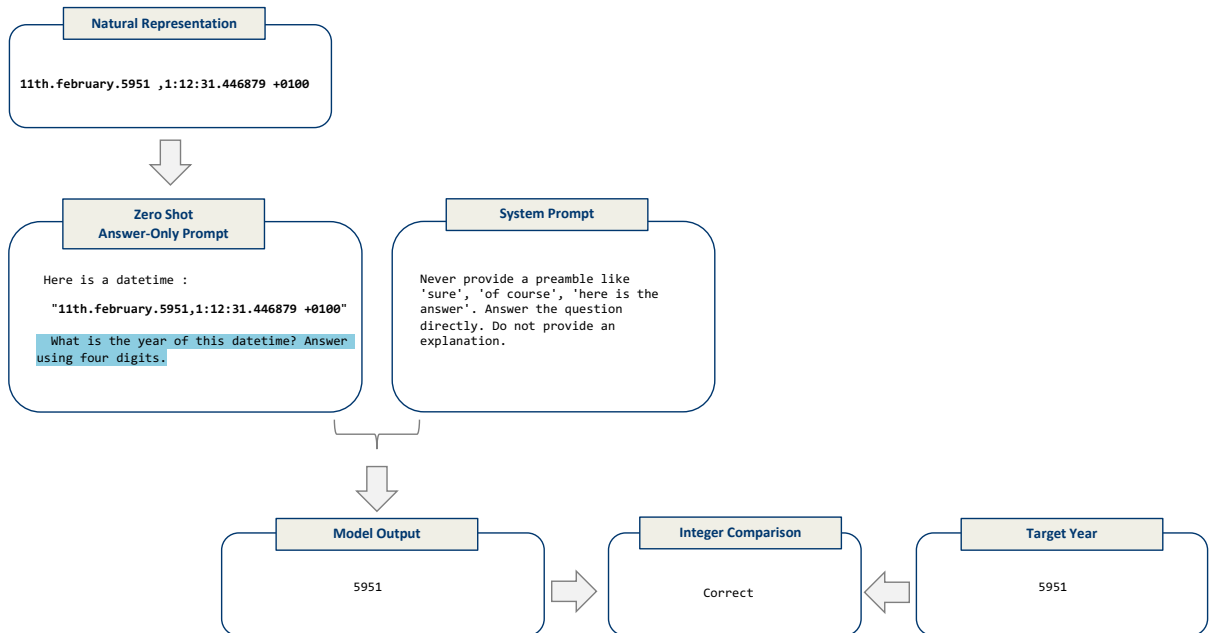 Natural Representation
11th.february.5951 ,1:12:31.446879 +0100
Zero Shot
Answer-Only Prompt
Here is a datetime :
"11th.february.5951,1:12:31.446879 +0100"
What is the year of this datetime? Answer
using four digits.
System Prompt
Never provide a preamble like
'sure', 'of course', 'here is the
answer'. Answer the question
directly. Do not provide an
explanation.
Model Output
5951
Integer Comparison
Correct
Target Year
5951